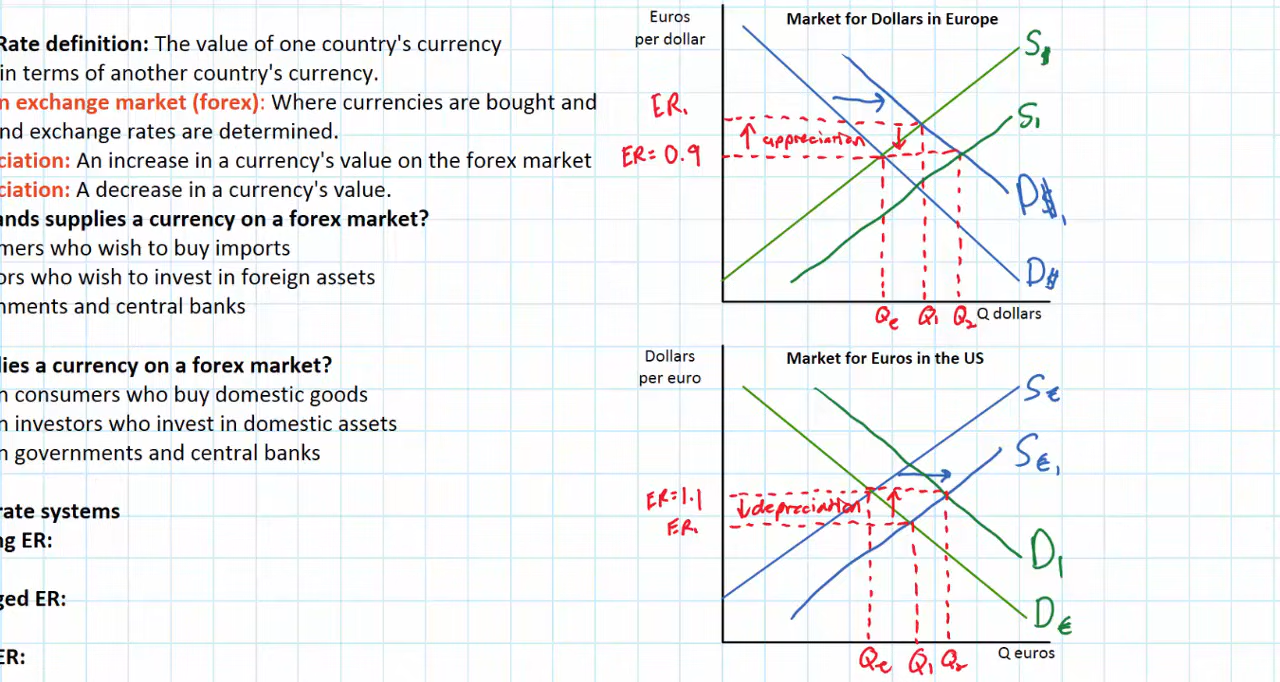 Rate definition: The value of one country's currency
in terms of another country's currency.
n exchange market (forex): Where currencies are bought and
nd exchange rates are determined.
ciation: An increase in a currency's value on the forex market
ciation: A decrease in a currency's value.
ands supplies a currency on a forex market?
mers who wish to buy imports
ors who wish to invest in foreign assets
nments and central banks
lies a currency on a forex market?
n consumers who buy domestic goods
n investors who invest in domestic assets
n governments and central banks
rate systems
ng ER:
ged ER:
ER:
Euros
per dollar
Market for Dollars in Europe
S$
ER1
S1
↑ appreciation ↓
ER=0.9
D$1
D$
Qe Q1 Q2 Q dollars
Dollars
per euro
Market for Euros in the US
S€
S€1
ER=1.1
↓depreciation ↑
ER1
D1
D€
Qe Q1 Q2
Q euros